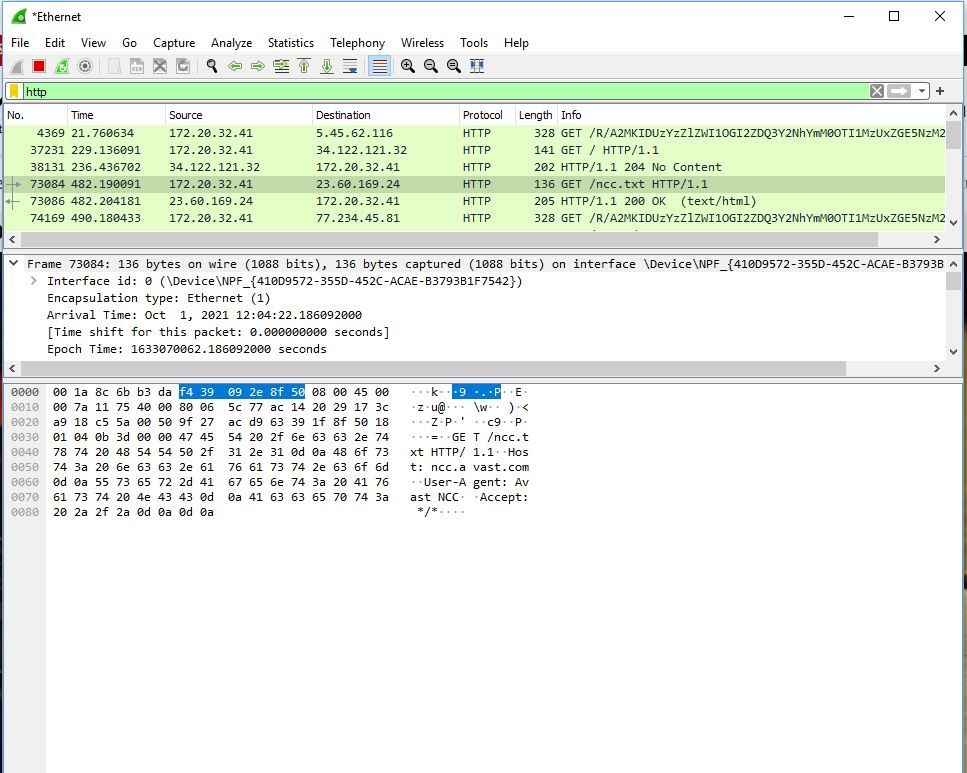 *Ethernet
File Edit View Go Capture Analyze Statistics Telephony Wireless Tools Help
http
No. Time Source Destination Protocol Length Info
4369 21.760634 172.20.32.41 5.45.62.116 HTTP 328 GET /R/A2MKIDUzYzZlZWI1OGI2ZDQ3Y2NhYmM0OTI1MzUxZGE5NzM2
37231 229.136091 172.20.32.41 34.122.121.32 HTTP 141 GET / HTTP/1.1
38131 236.436702 34.122.121.32 172.20.32.41 HTTP 202 HTTP/1.1 204 No Content
73084 482.190091 172.20.32.41 23.60.169.24 HTTP 136 GET /ncc.txt HTTP/1.1
73086 482.204181 23.60.169.24 172.20.32.41 HTTP 205 HTTP/1.1 200 OK (text/html)
74169 490.180433 172.20.32.41 77.234.45.81 HTTP 328 GET /R/A2MKIDUzYzZlZWI1OGI2ZDQ3Y2NhYmM0OTI1MzUxZGE5NzM2
Frame 73084: 136 bytes on wire (1088 bits), 136 bytes captured (1088 bits) on interface \Device\NPF_{410D9572-355D-452C-ACAE-B3793B
Interface id: 0 (\Device\NPF_{410D9572-355D-452C-ACAE-B3793B1F7542})
Encapsulation type: Ethernet (1)
Arrival Time: Oct 1, 2021 12:04:22.186092000
[Time shift for this packet: 0.000000000 seconds]
Epoch Time: 1633070062.186092000 seconds
0000 00 1a 8c 6b b3 da f4 39 09 2e 8f 50 08 00 45 00 ···k···9 ·.·P··E·
0010 00 7a 11 75 40 00 80 06 5c 77 ac 14 20 29 17 3c ·z·u@··· \w·· )·<
0020 a9 18 c5 5a 00 50 9f 27 ac d9 63 39 1f 8f 50 18 ···Z·P·' ··c9··P·
0030 01 04 0b 3d 00 00 47 45 54 20 2f 6e 63 63 2e 74 ···=··GE T /ncc.t
0040 78 74 20 48 54 54 50 2f 31 2e 31 0d 0a 48 6f 73 xt HTTP/ 1.1··Hos
0050 74 3a 20 6e 63 63 2e 61 76 61 73 74 2e 63 6f 6d t: ncc.a vast.com
0060 0d 0a 55 73 65 72 2d 41 67 65 6e 74 3a 20 41 76 ··User-A gent: Av
0070 61 73 74 20 4e 43 43 0d 0a 41 63 63 65 70 74 3a ast NCC· ·Accept:
0080 20 2a 2f 2a 0d 0a 0d 0a */*····